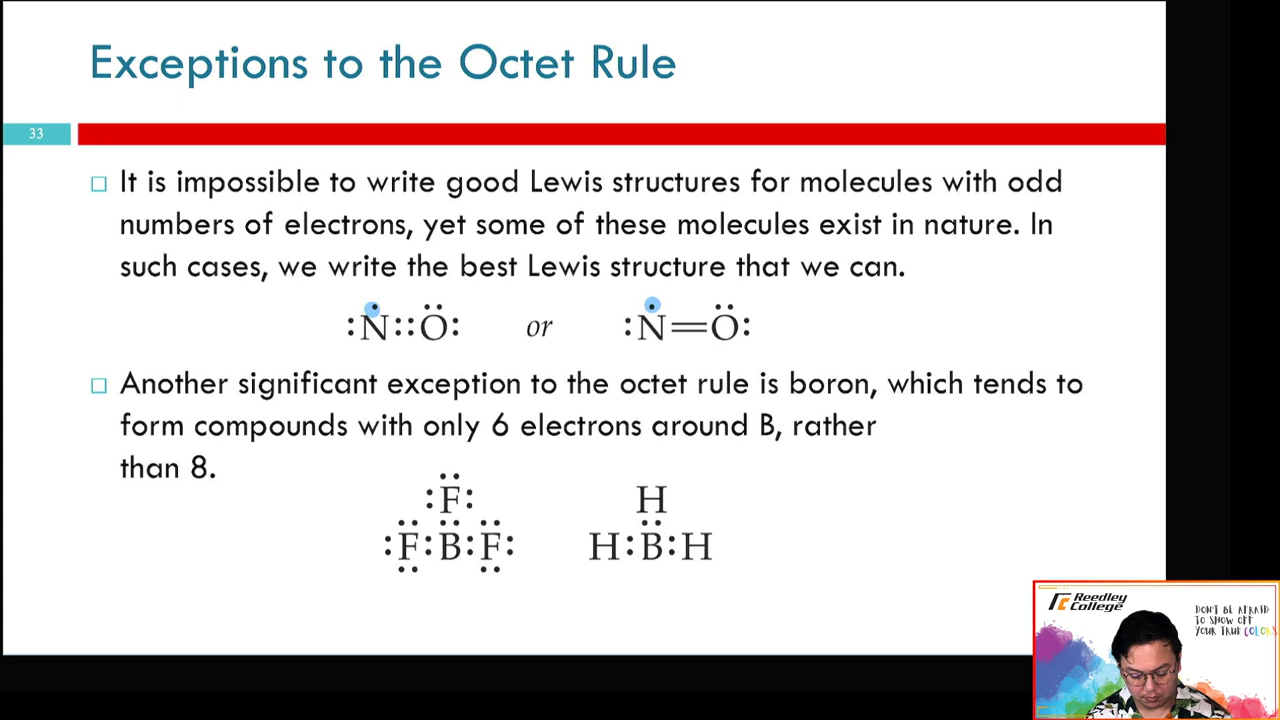 Exceptions to the Octet Rule
33
It is impossible to write good Lewis structures for molecules with odd
numbers of electrons, yet some of these molecules exist in nature. In
such cases, we write the best Lewis structure that we can.
:Ṅ::Ö: or :Ṅ=Ö:
Another significant exception to the octet rule is boron, which tends to
form compounds with only 6 electrons around B, rather
than 8.
:F: H
:F:B:F: H:B:H
Reedley
College
DON'T BE AFRAID
TO SHOW OFF
YOUR TRUE COLORS